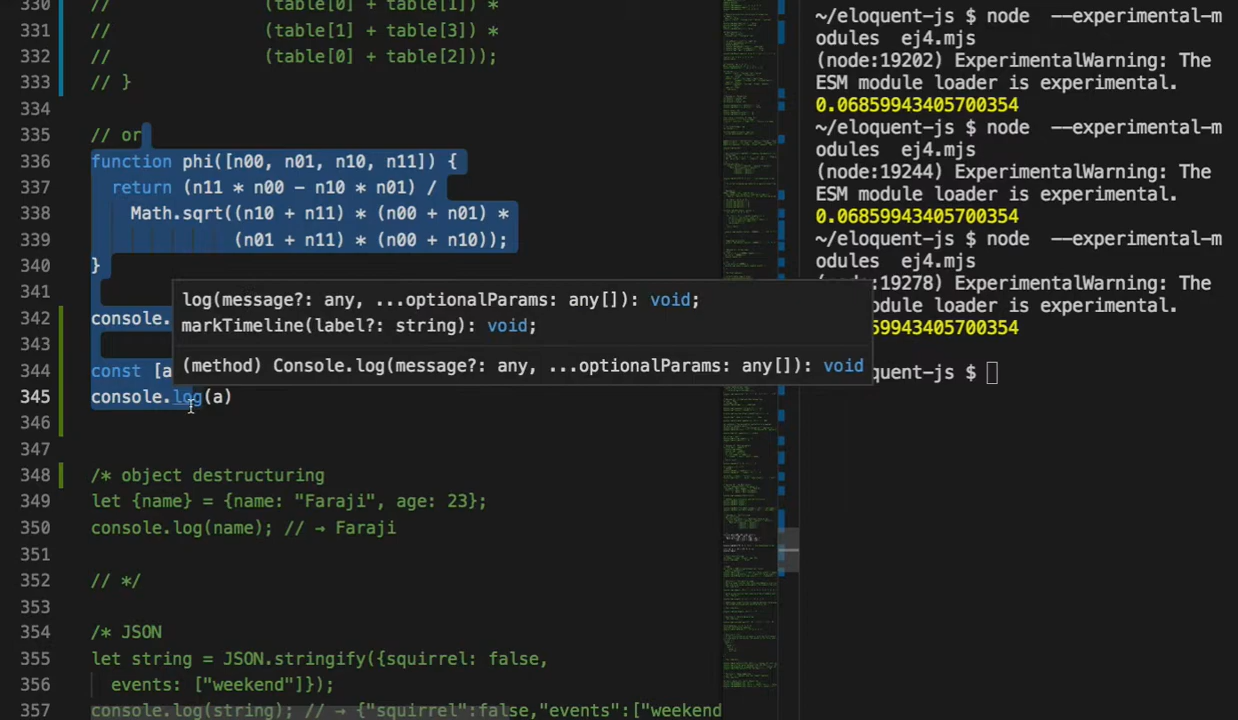 330 // (table[0] + table[1]) *
331 // (table[1] + table[3]) *
332 // (table[0] + table[2]));
333 // }
334
335 // or
336 function phi([n00, n01, n10, n11]) {
337 return (n11 * n00 - n10 * n01) /
338 Math.sqrt((n10 + n11) * (n00 + n01) *
339 (n01 + n11) * (n00 + n10));
340 }
341
342 console.
343
344 const [a
345 console.log(a)
346
347
348 /* object destructuring
349 let {name} = {name: "Faraji", age: 23};
350 console.log(name); // → Faraji
351
352 // */
353
354 /* JSON
355 let string = JSON.stringify({squirrel: false,
356 events: ["weekend"]});
357 console.log(string); // → {"squirrel":false,"events":["weekend
log(message?: any, ...optionalParams: any[]): void;
markTimeline(label?: string): void;
(method) Console.log(message?: any, ...optionalParams: any[]): void
~/eloquent-js $ node --experimental-m
odules ej4.mjs
(node:19202) ExperimentalWarning: The
ESM module loader is experimental.
0.06859943405700354
~/eloquent-js $ node --experimental-m
odules ej4.mjs
(node:19244) ExperimentalWarning: The
ESM module loader is experimental.
0.06859943405700354
~/eloquent-js $ node --experimental-m
odules ej4.mjs
(node:19278) ExperimentalWarning: The
odule loader is experimental.
59943405700354
quent-js $